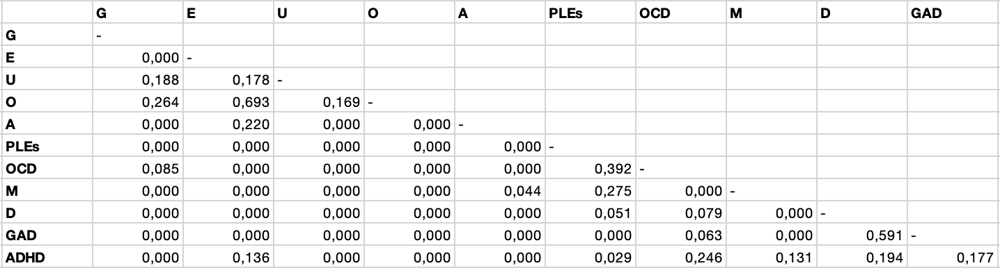 G E U O A PLEs OCD M D GAD
G -
E 0,000 -
U 0,188 0,178 -
O 0,264 0,693 0,169 -
A 0,000 0,220 0,000 0,000 -
PLEs 0,000 0,000 0,000 0,000 0,000 -
OCD 0,085 0,000 0,000 0,000 0,000 0,392 -
M 0,000 0,000 0,000 0,000 0,044 0,275 0,000 -
D 0,000 0,000 0,000 0,000 0,000 0,051 0,079 0,000 -
GAD 0,000 0,000 0,000 0,000 0,000 0,000 0,063 0,000 0,591 -
ADHD 0,000 0,136 0,000 0,000 0,000 0,029 0,246 0,131 0,194 0,177